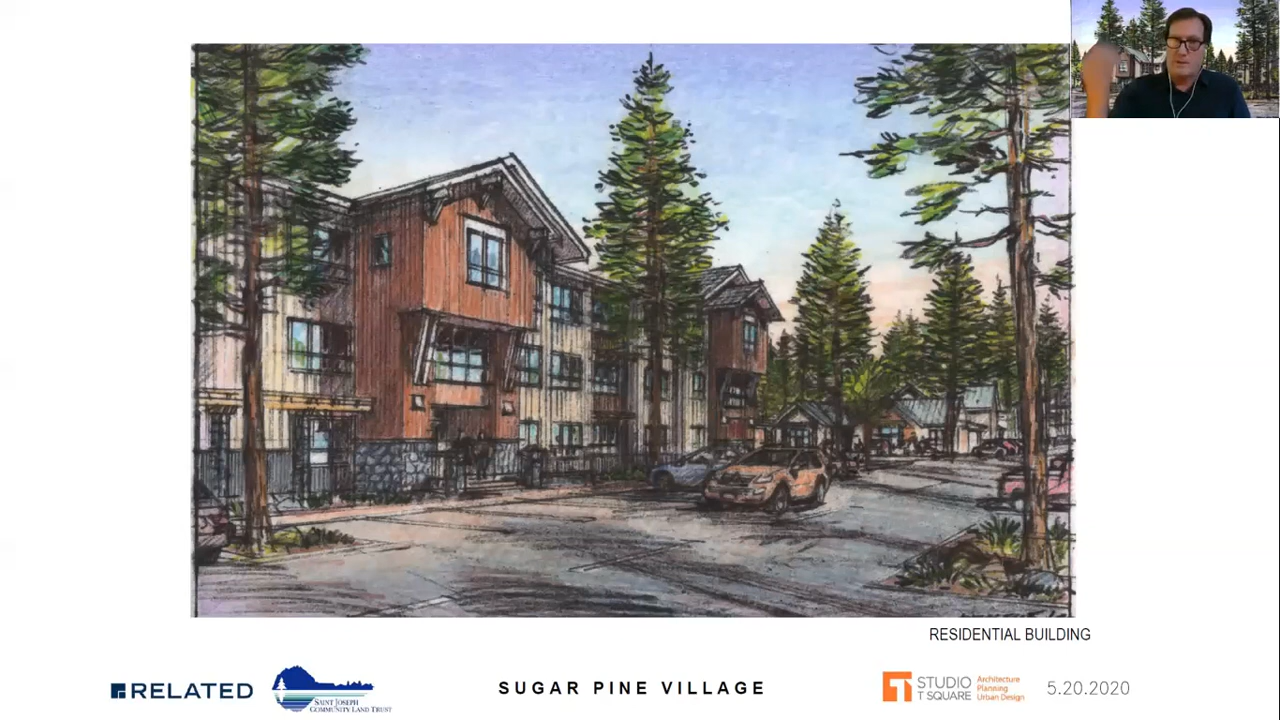 RESIDENTIAL BUILDING
RELATED
SAINT JOSEPH
COMMUNITY LAND TRUST
SUGAR PINE VILLAGE
STUDIO
T SQUARE
Architecture
Planning
Urban Design
5.20.2020